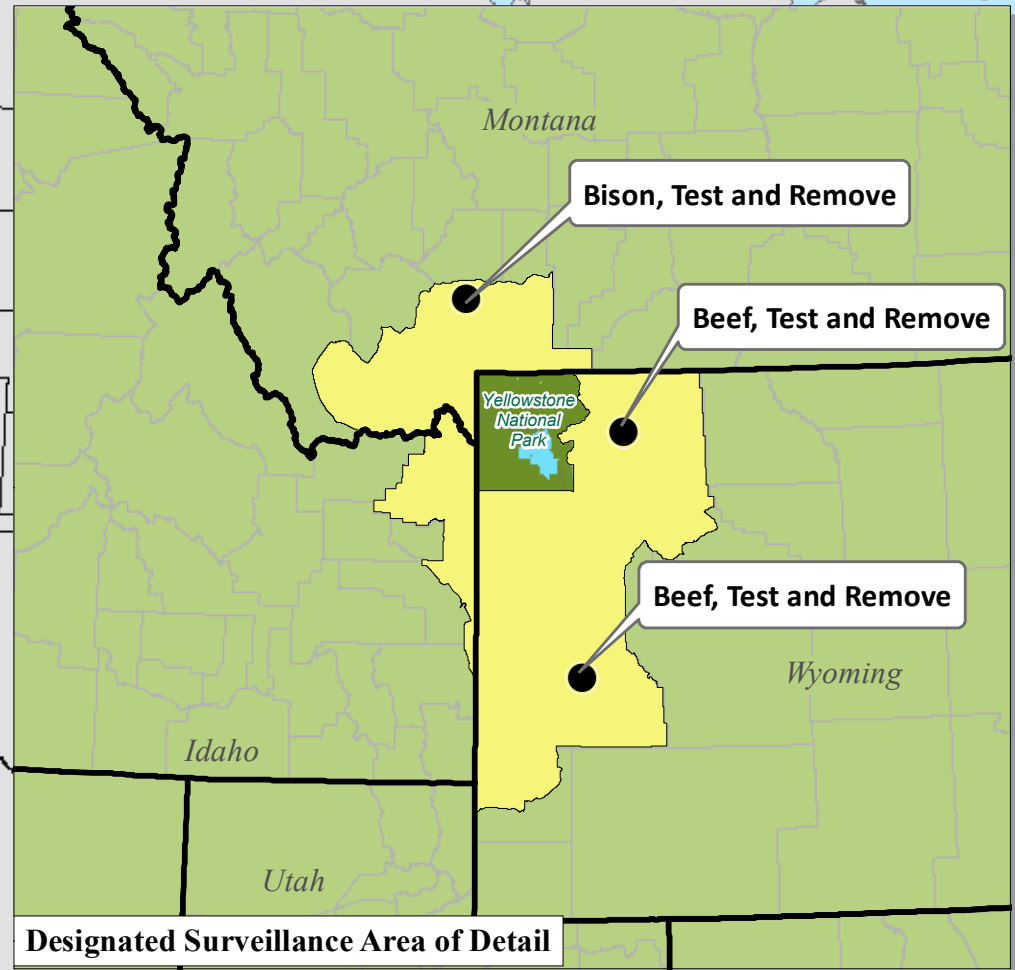 Montana
Bison, Test and Remove
Beef, Test and Remove
Yellowstone
National
Park
Beef, Test and Remove
Wyoming
Idaho
Utah
Designated Surveillance Area of Detail